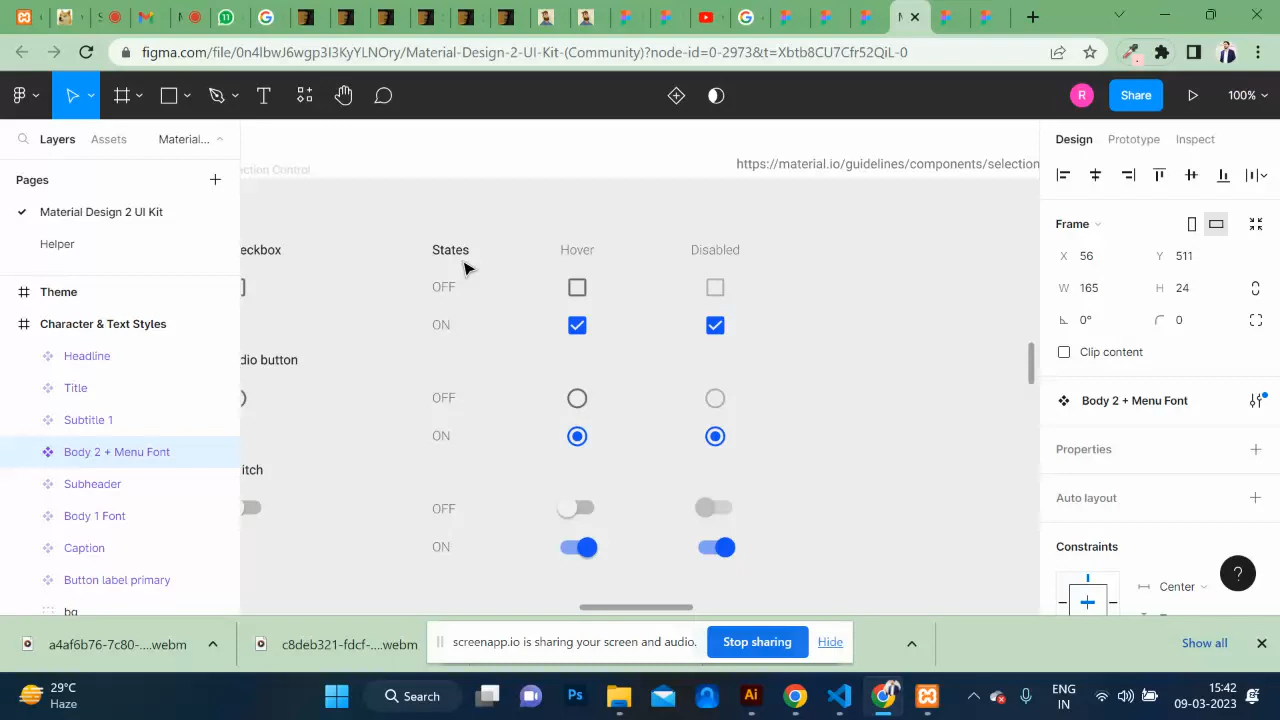 figma.com/file/0n4lbwJ6wgp3I3KyYLNOry/Material-Design-2-UI-Kit-(Community)?node-id=0-2973&t=Xbtb8CU7Cfr52QiL-0
R
Share
100%
Layers
Assets
Material...
Pages
Material Design 2 UI Kit
Helper
Theme
Character & Text Styles
Headline
Title
Subtitle 1
Body 2 + Menu Font
Subheader
Body 1 Font
Caption
Button label primary
bg
ection Control
https://material.io/guidelines/components/selection
eckbox
States
Hover
Disabled
OFF
ON
dio button
OFF
ON
itch
OFF
ON
Design
Prototype
Inspect
Frame
X 56
Y 511
W 165
H 24
0°
0
Clip content
Body 2 + Menu Font
Properties
Auto layout
Constraints
Center
?
a4af6b76-7c80-....webm
c8deb321-fdcf-....webm
screenapp.io is sharing your screen and audio.
Stop sharing
Hide
Show all
29°C
Haze
Search
Ps
Ai
ENG
IN
15:42
09-03-2023